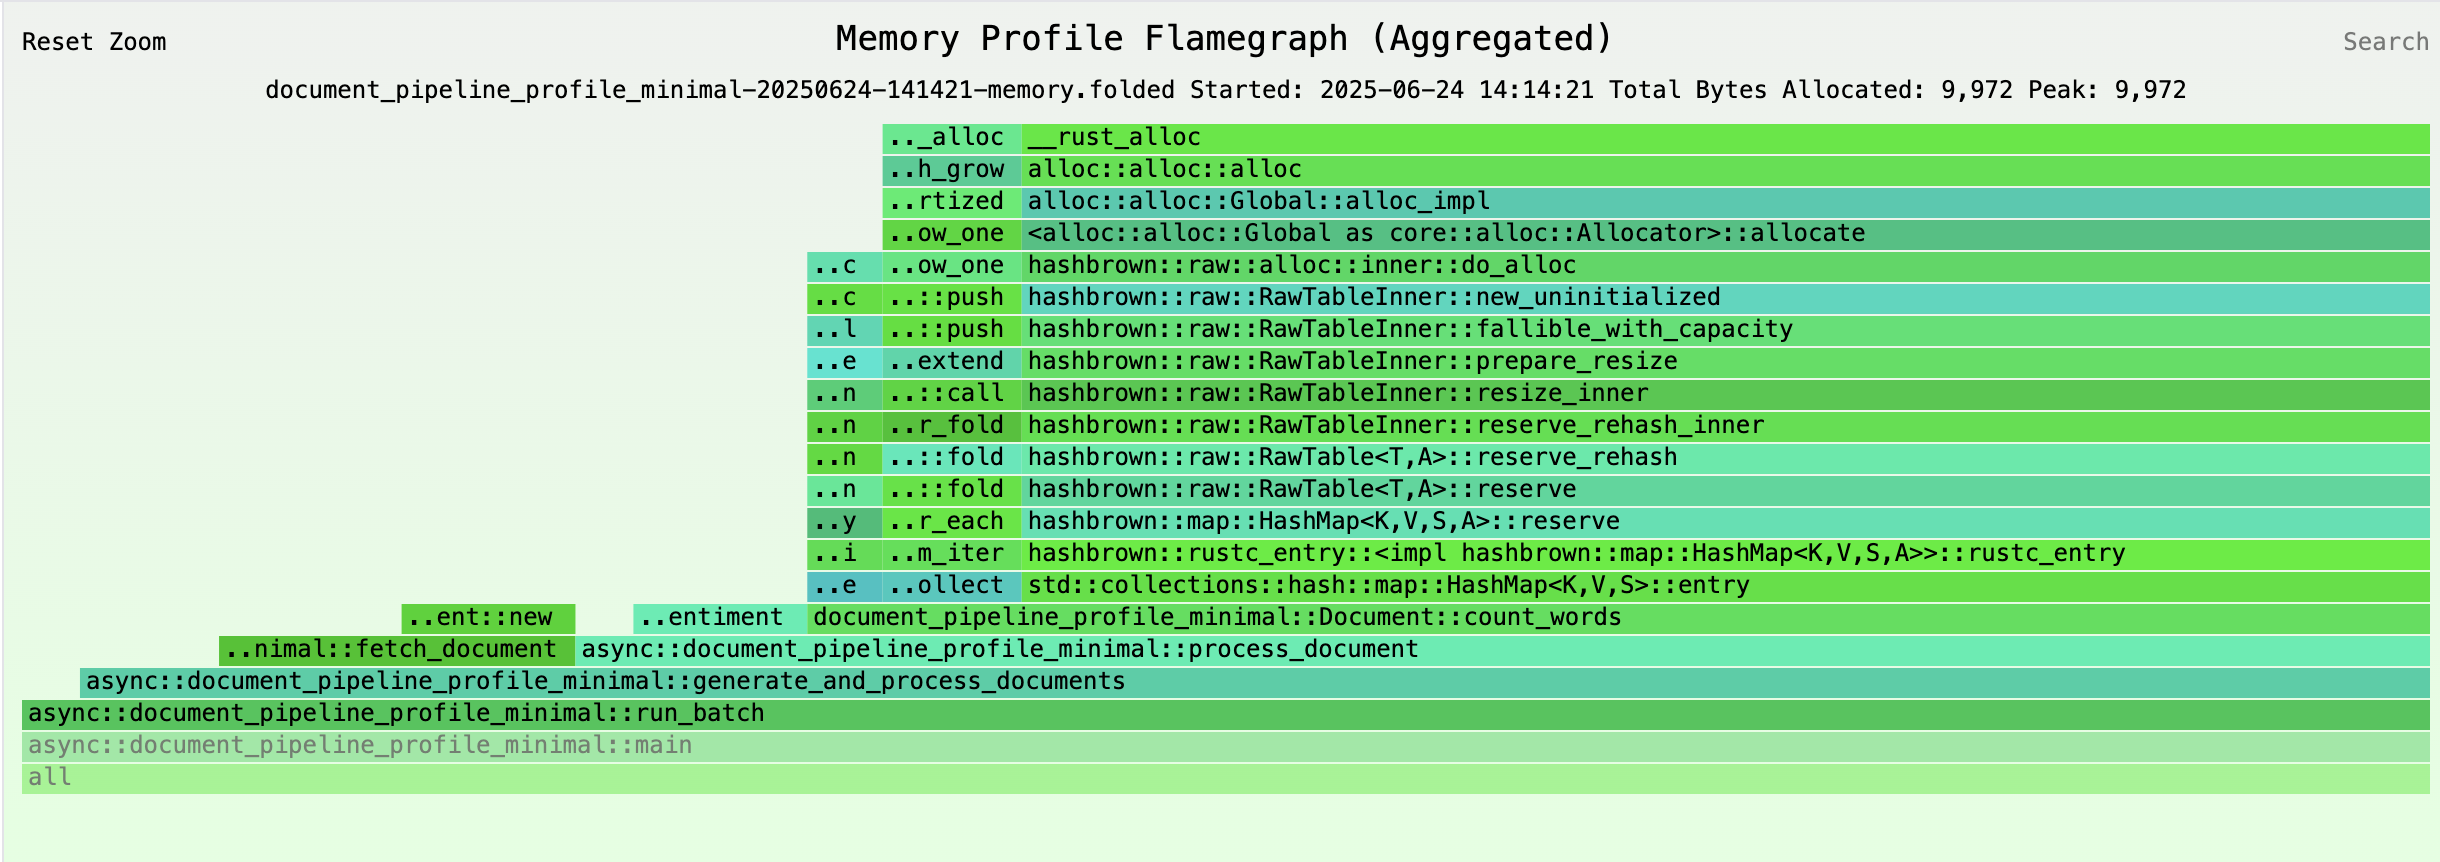 Reset Zoom Memory Profile Flamegraph (Aggregated) Search
document_pipeline_profile_minimal-20250624-141421-memory.folded Started: 2025-06-24 14:14:21 Total Bytes Allocated: 9,972 Peak: 9,972
.._alloc __rust_alloc
..h_grow alloc::alloc::alloc
..rtized alloc::alloc::Global::alloc_impl
..ow_one <alloc::alloc::Global as core::alloc::Allocator>::allocate
..c ..ow_one hashbrown::raw::alloc::inner::do_alloc
..c ..::push hashbrown::raw::RawTableInner::new_uninitialized
..l ..::push hashbrown::raw::RawTableInner::fallible_with_capacity
..e ..extend hashbrown::raw::RawTableInner::prepare_resize
..n ..::call hashbrown::raw::RawTableInner::resize_inner
..n ..r_fold hashbrown::raw::RawTableInner::reserve_rehash_inner
..n ..::fold hashbrown::raw::RawTable<T,A>::reserve_rehash
..n ..::fold hashbrown::raw::RawTable<T,A>::reserve
..y ..r_each hashbrown::map::HashMap<K,V,S,A>::reserve
..i ..m_iter hashbrown::rustc_entry::<impl hashbrown::map::HashMap<K,V,S,A>>::rustc_entry
..e ..ollect std::collections::hash::map::HashMap<K,V,S>::entry
..ent::new ..entiment document_pipeline_profile_minimal::Document::count_words
..nimal::fetch_document async::document_pipeline_profile_minimal::process_document
async::document_pipeline_profile_minimal::generate_and_process_documents
async::document_pipeline_profile_minimal::run_batch
async::document_pipeline_profile_minimal::main
all